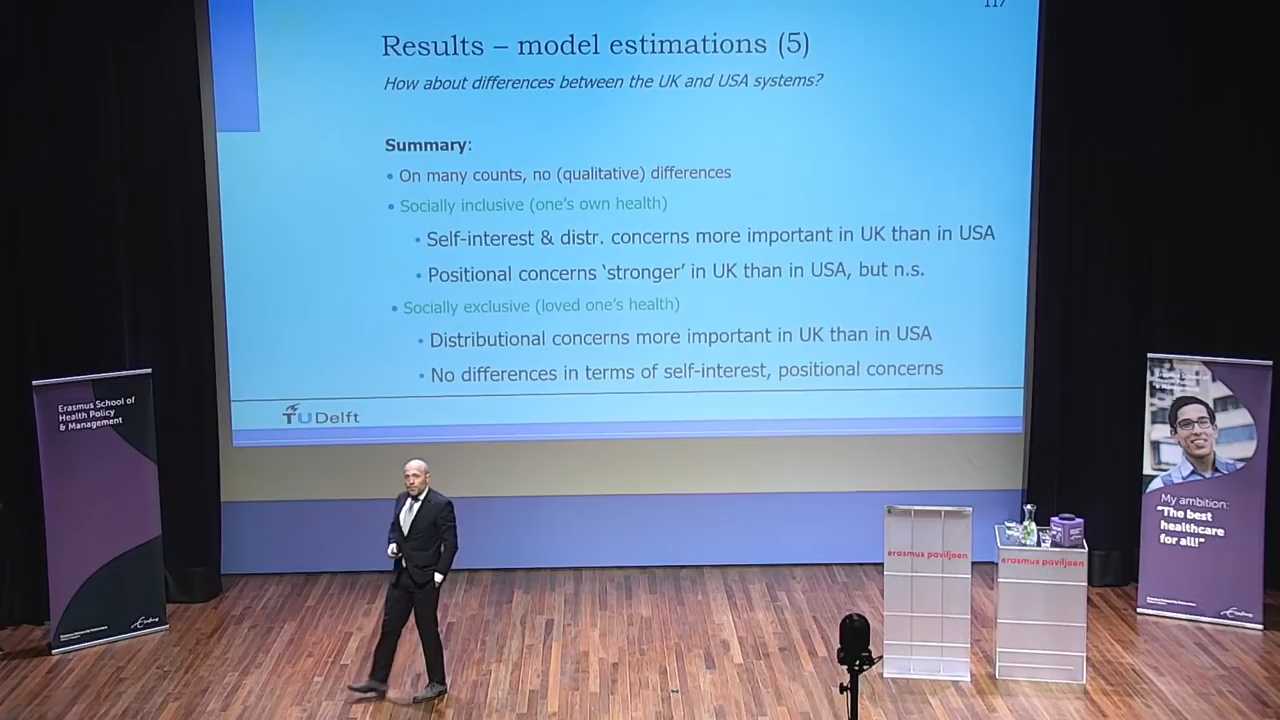 117
Results – model estimations (5)
How about differences between the UK and USA systems?
Summary:
• On many counts, no (qualitative) differences
• Socially inclusive (one's own health)
• Self-interest & distr. concerns more important in UK than in USA
• Positional concerns 'stronger' in UK than in USA, but n.s.
• Socially exclusive (loved one's health)
• Distributional concerns more important in UK than in USA
• No differences in terms of self-interest, positional concerns
TU Delft
Erasmus School of
Health Policy
& Management
Erasmus
erasmus paviljoen
erasmus paviljoen
& Management
My ambition:
"The best
healthcare
for all!"